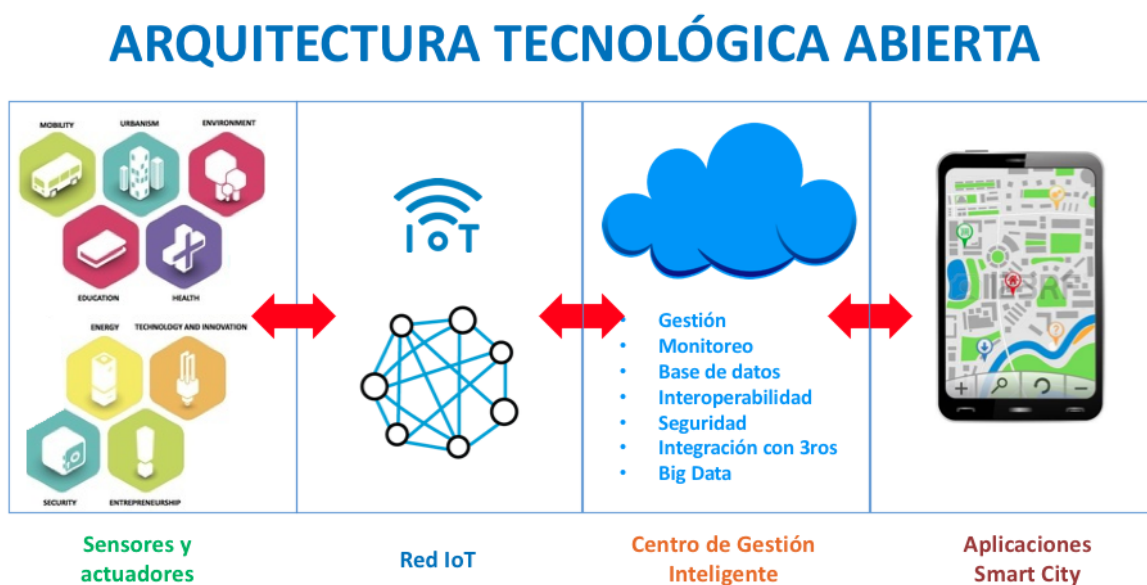 ARQUITECTURA TECNOLÓGICA ABIERTA
MOBILITY
URBANISM
ENVIRONMENT
EDUCATION
HEALTH
ENERGY
TECHNOLOGY AND INNOVATION
SECURITY
ENTREPRENEURSHIP
IoT
• Gestión
• Monitoreo
• Base de datos
• Interoperabilidad
• Seguridad
• Integración con 3ros
• Big Data
Sensores y
actuadores
Red IoT
Centro de Gestión
Inteligente
Aplicaciones
Smart City